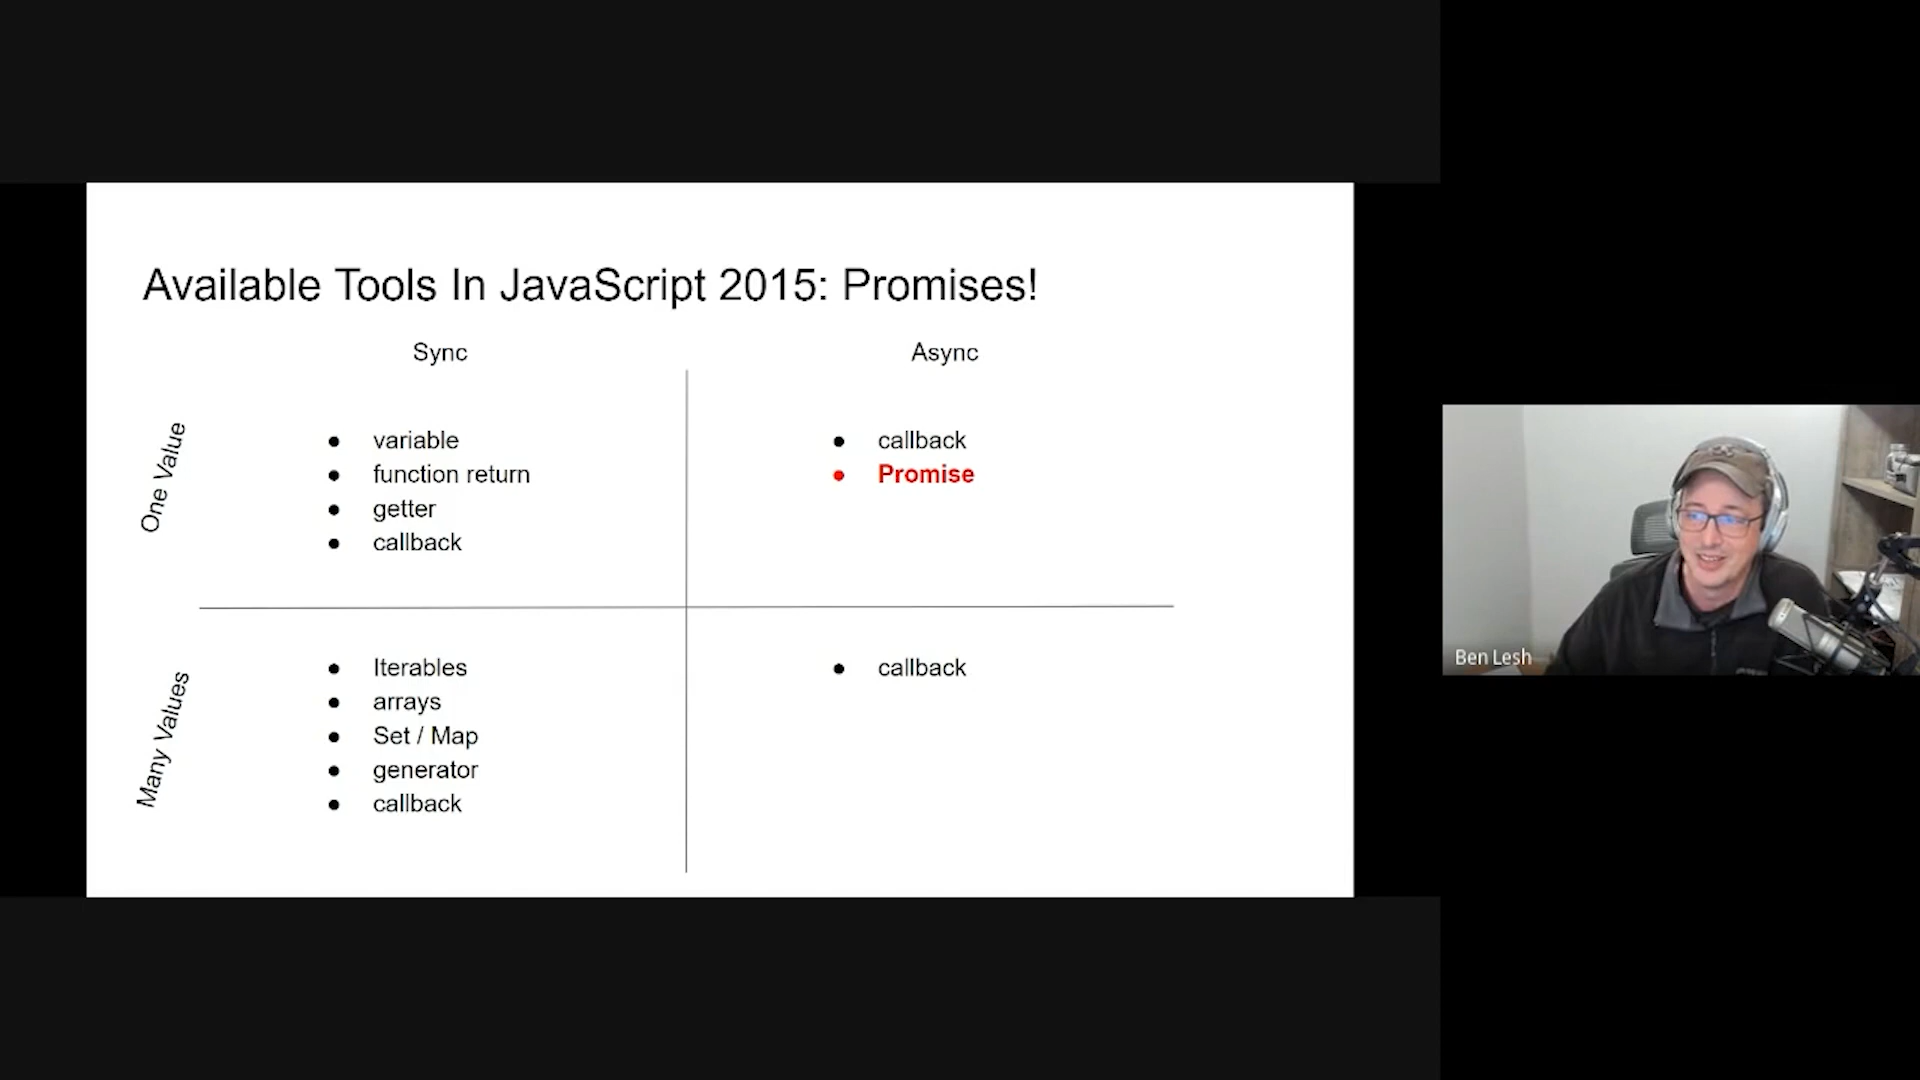 Available Tools In JavaScript 2015: Promises!
Sync
Async
One Value
variable
function return
getter
callback
callback
Promise
Many Values
Iterables
arrays
Set / Map
generator
callback
callback
Ben Lesh